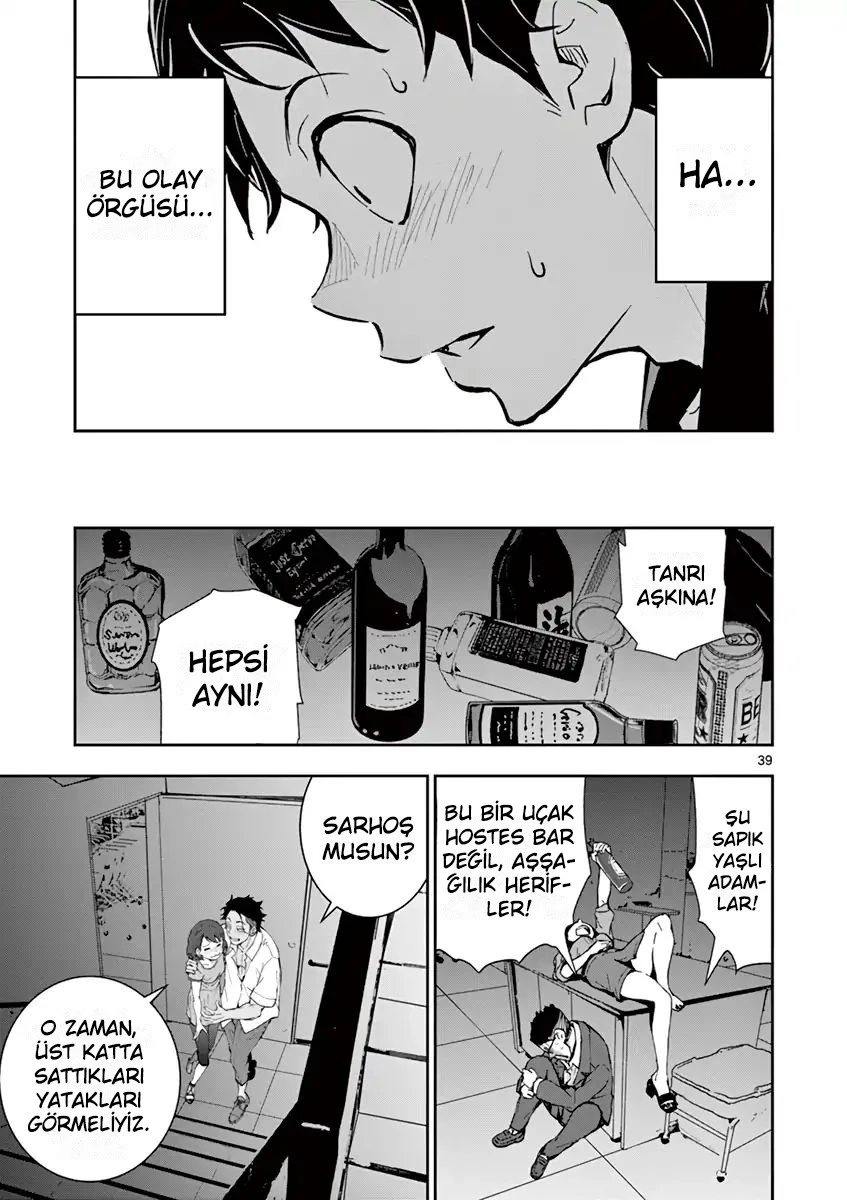 HA...
BU OLAY
ÖRGÜSÜ...
TANRI
AŞKINA!
HEPSİ
AYNI!
39
ŞU
SAPIK
YAŞLI
ADAM-
LAR!
BU BİR UÇAK
HOSTES BAR
DEĞİL, AŞŞA-
ĞILIK HERİF-
LER!
SARHOŞ
MUSUN?
O ZAMAN,
ÜST KATTA
SATTIKLARI
YATAKLARI
GÖRMELİYİZ.